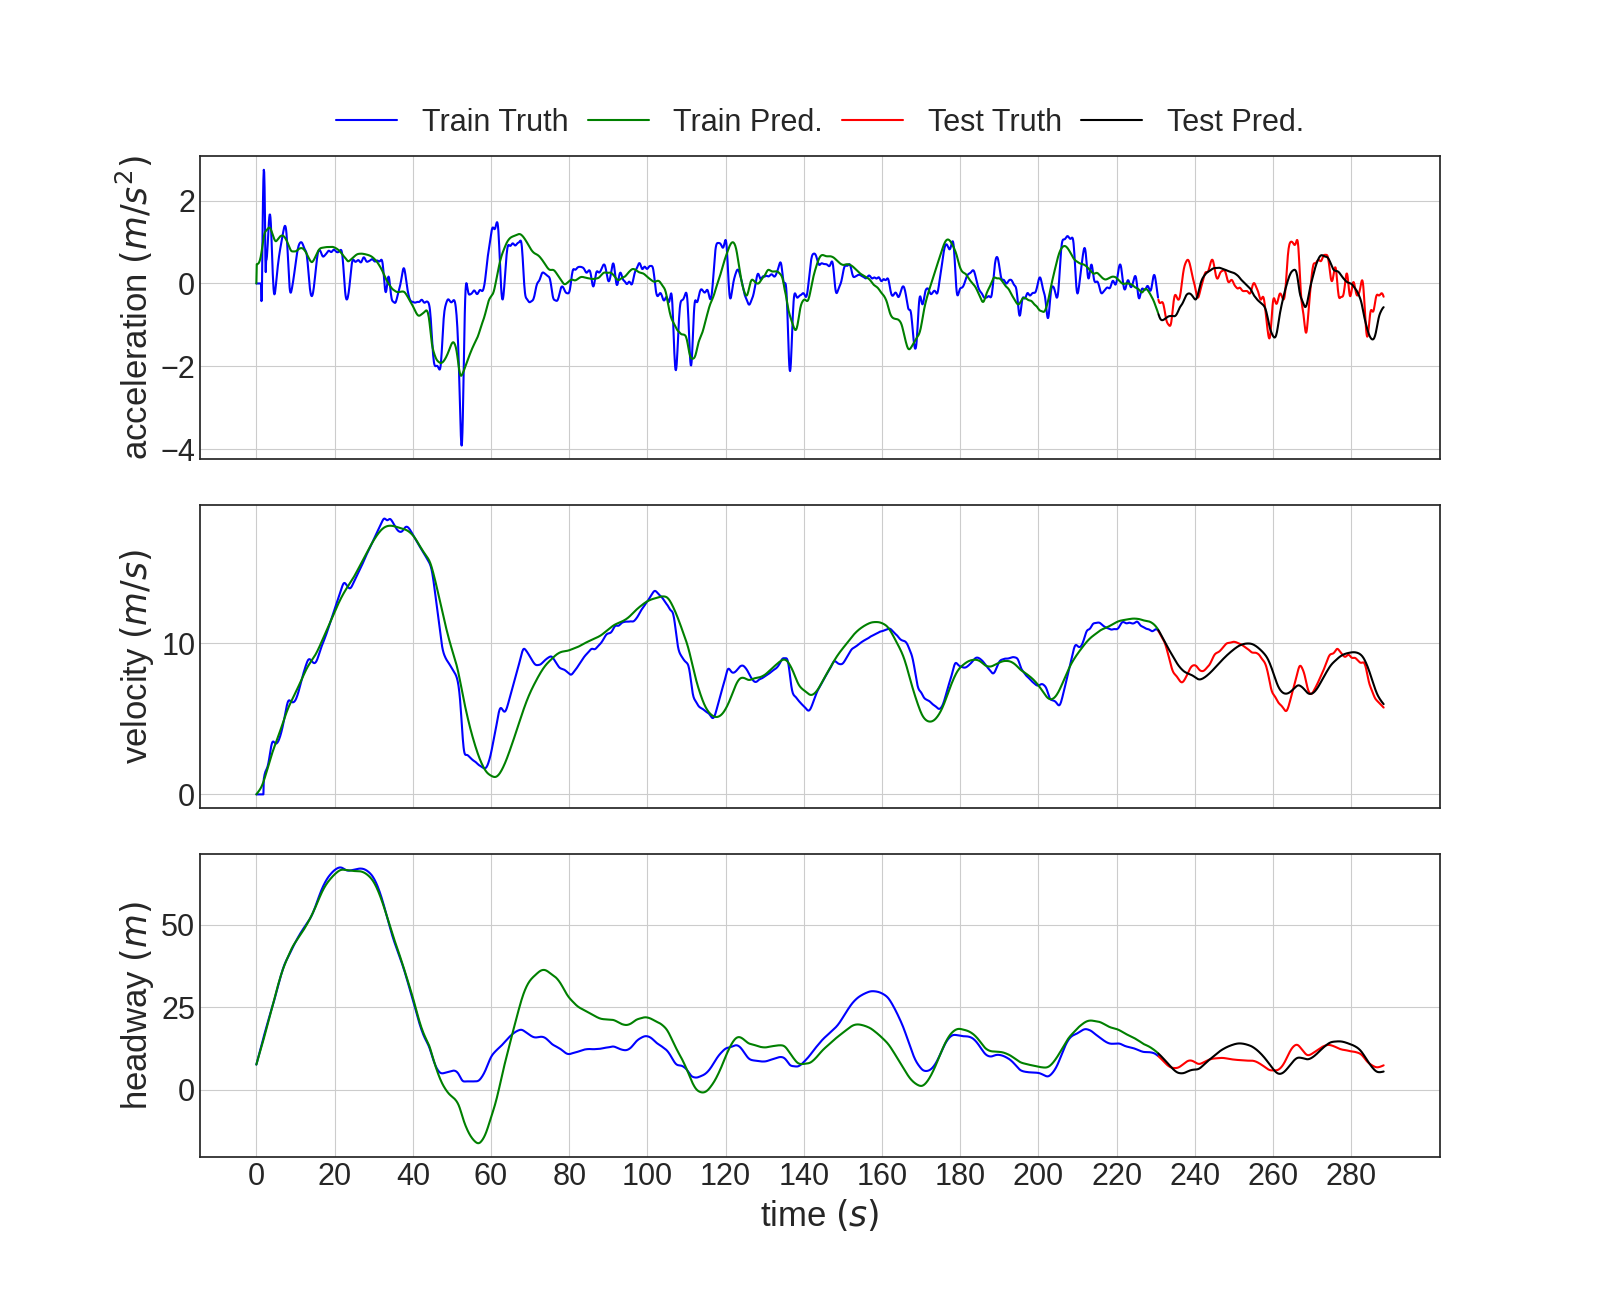 Train Truth Train Pred. Test Truth Test Pred.
acceleration (m/s²)
2
0
−2
−4
velocity (m/s)
10
0
headway (m)
50
25
0
0 20 40 60 80 100 120 140 160 180 200 220 240 260 280
time (s)